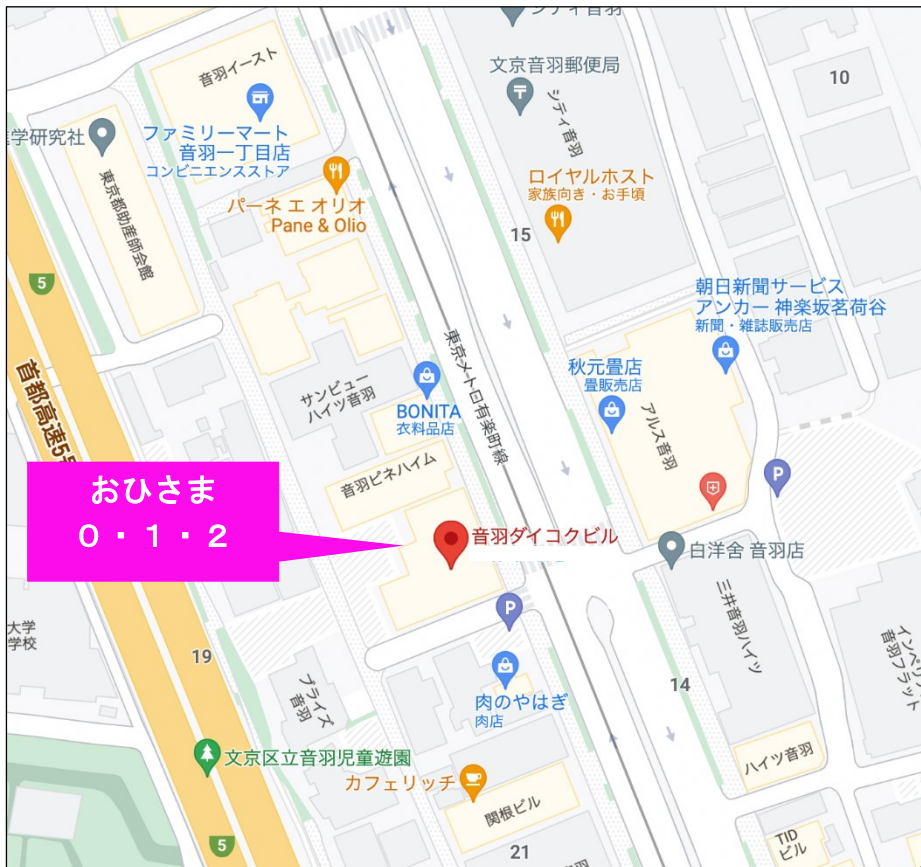 シティ音羽
音羽イースト
文京音羽郵便局
10
ファミリーマート
音羽一丁目店
コンビニエンスストア
シティ音羽
学研究社
東京都助産師会館
パーネ エ オリオ
Pane & Olio
ロイヤルホスト
家族向き・お手頃
15
5
朝日新聞サービス
アンカー 神楽坂茗荷谷
新聞・雑誌販売店
東京メトロ有楽町線
首都高速5
サンビュー
ハイツ音羽
BONITA
衣料品店
秋元畳店
畳販売店
アルス音羽
音羽ビネハイム
P
おひさま
0・1・2
音羽ダイコクビル
白洋舍 音羽店
三井音羽ハイツ
P
大学
学校
19
プライズ
音羽
肉のやはぎ
肉店
14
音羽フラット
文京区立音羽児童遊園
ハイツ音羽
カフェリッチ
関根ビル
5
21
TID
ビル